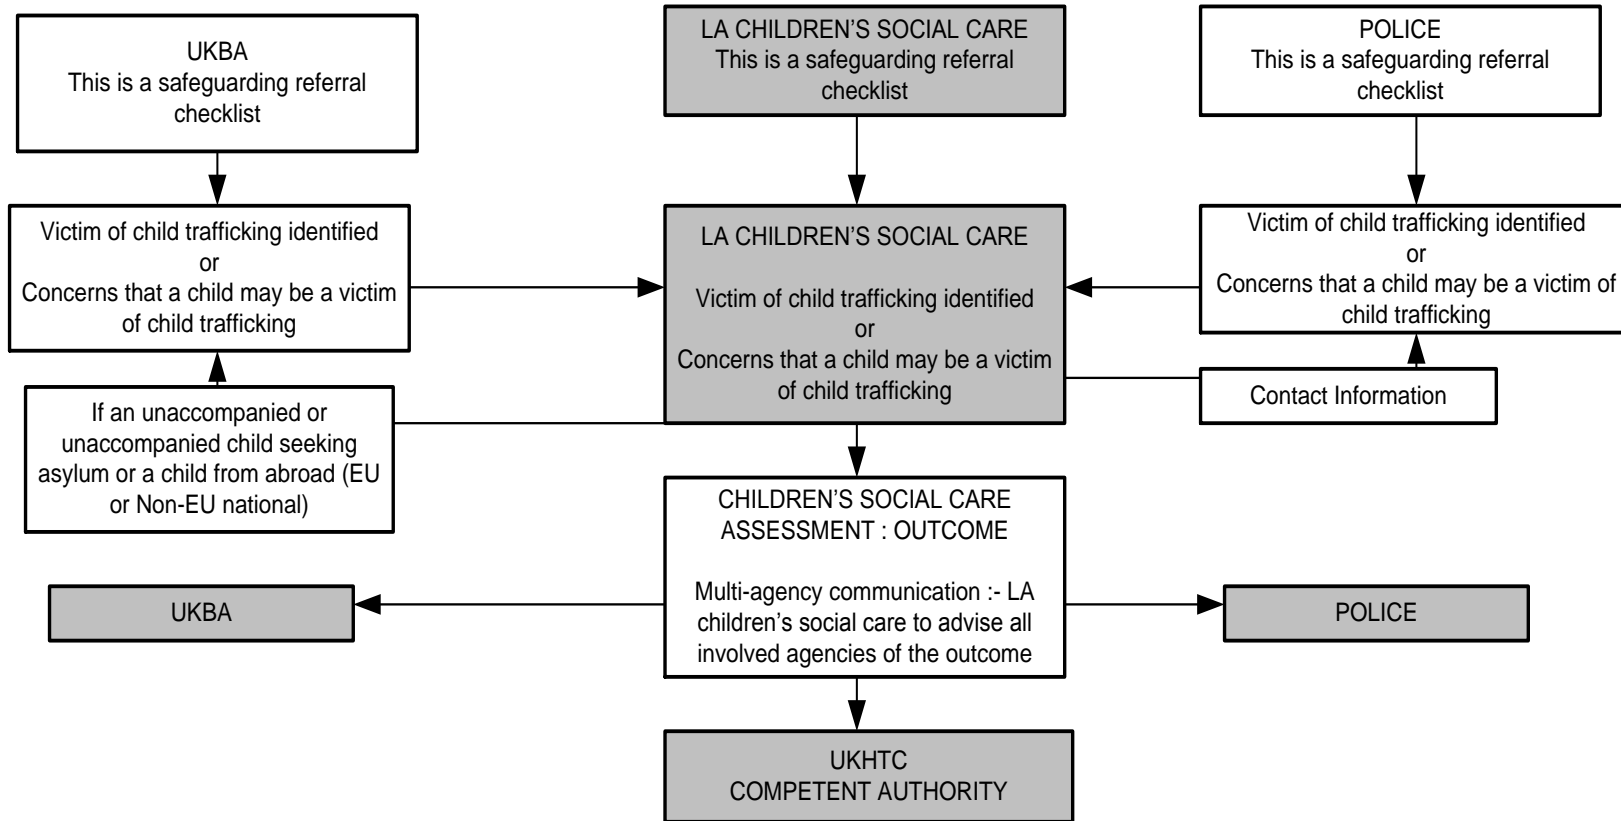 UKBA
This is a safeguarding referral
checklist
LA CHILDREN’S SOCIAL CARE
This is a safeguarding referral
checklist
POLICE
This is a safeguarding referral
checklist
Victim of child trafficking identified
or
Concerns that a child may be a victim
of child trafficking
LA CHILDREN’S SOCIAL CARE
Victim of child trafficking identified
or
Concerns that a child may be a victim
of child trafficking
Victim of child trafficking identified
or
Concerns that a child may be a victim of
child trafficking
If an unaccompanied or
unaccompanied child seeking
asylum or a child from abroad (EU
or Non-EU national)
Contact Information
CHILDREN’S SOCIAL CARE
ASSESSMENT : OUTCOME
Multi-agency communication :- LA
children’s social care to advise all
involved agencies of the outcome
UKBA
POLICE
UKHTC
COMPETENT AUTHORITY